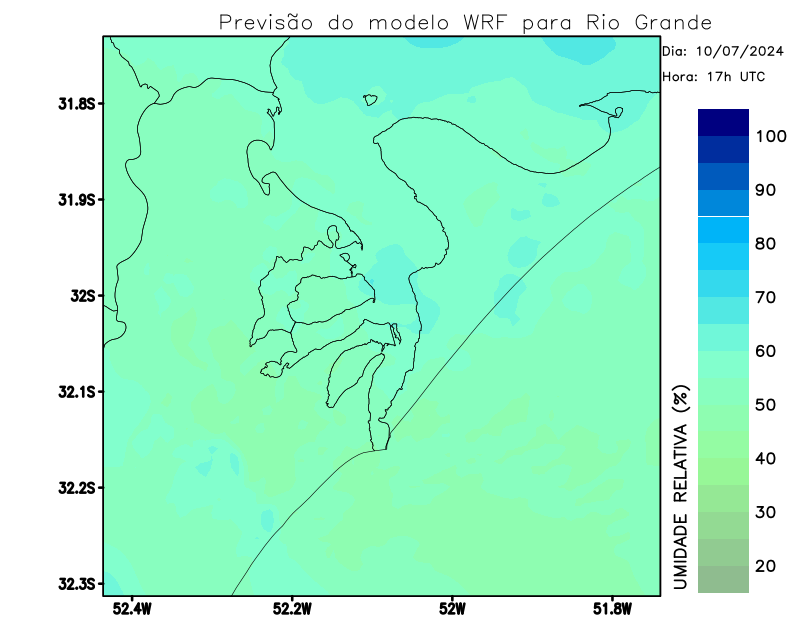 Previsão do modelo WRF para Rio Grande
Dia: 10/07/2024
Hora: 17h UTC
31.8S
31.9S
32S
32.1S
32.2S
32.3S
52.4W
52.2W
52W
51.8W
100
90
80
70
60
50
40
30
20
UMIDADE RELATIVA (%)